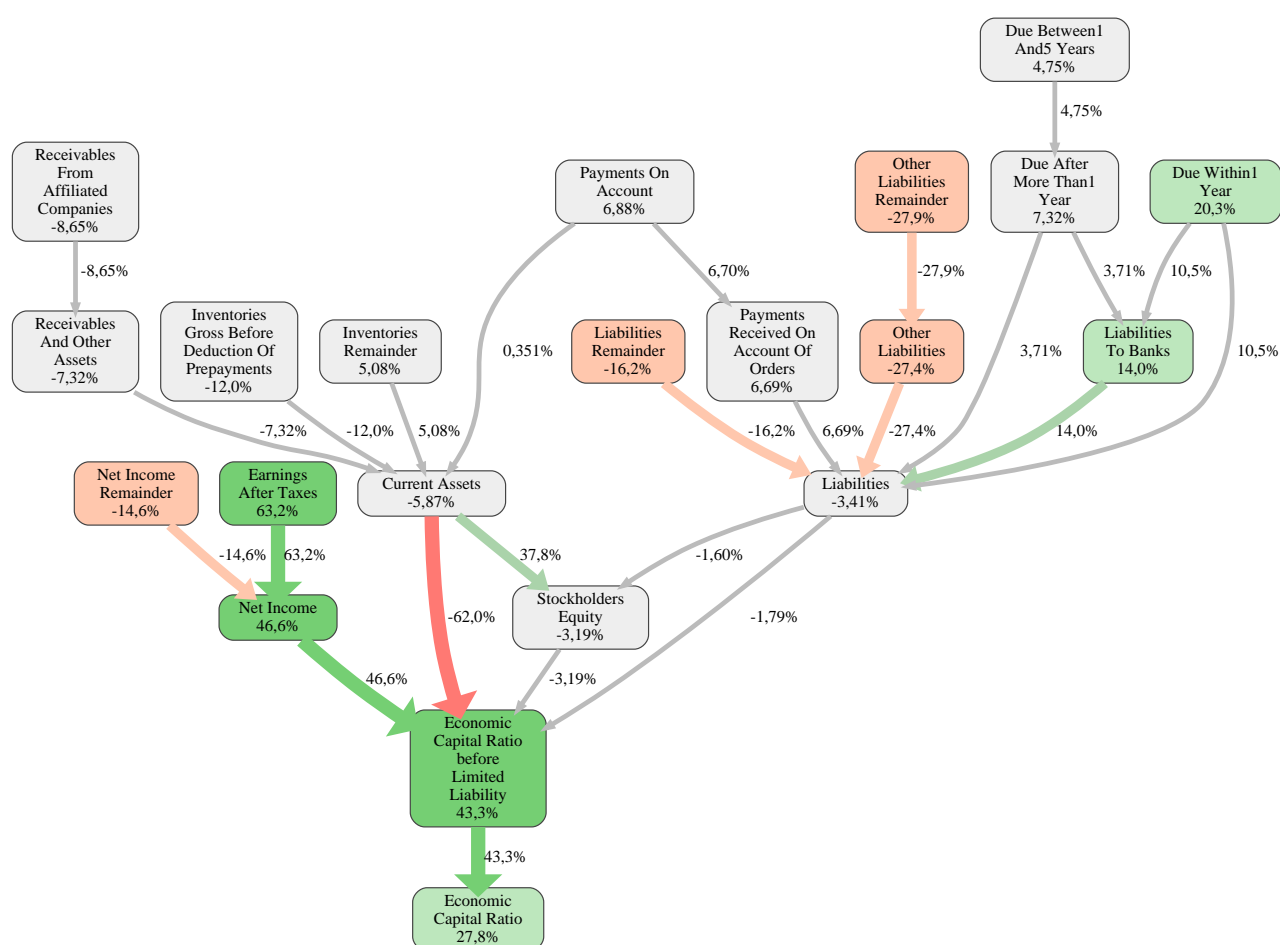 Due Between1
And5 Years
4,75%
4,75%
Receivables
From
Affiliated
Companies
-8,65%
Payments On
Account
6,88%
Other
Liabilities
Remainder
-27,9%
Due After
More Than1
Year
7,32%
Due Within1
Year
20,3%
-8,65%
6,70%
-27,9%
3,71%
10,5%
Receivables
And Other
Assets
-7,32%
Inventories
Gross Before
Deduction Of
Prepayments
-12,0%
Inventories
Remainder
5,08%
0,351%
Liabilities
Remainder
-16,2%
Payments
Received On
Account Of
Orders
6,69%
Other
Liabilities
-27,4%
3,71%
Liabilities
To Banks
14,0%
10,5%
-7,32%
-12,0%
5,08%
-16,2%
6,69%
-27,4%
14,0%
Net Income
Remainder
-14,6%
Earnings
After Taxes
63,2%
Current Assets
-5,87%
Liabilities
-3,41%
-14,6%
63,2%
37,8%
-1,60%
Net Income
46,6%
-62,0%
Stockholders
Equity
-3,19%
-1,79%
46,6%
-3,19%
Economic
Capital Ratio
before
Limited
Liability
43,3%
43,3%
Economic
Capital Ratio
27,8%